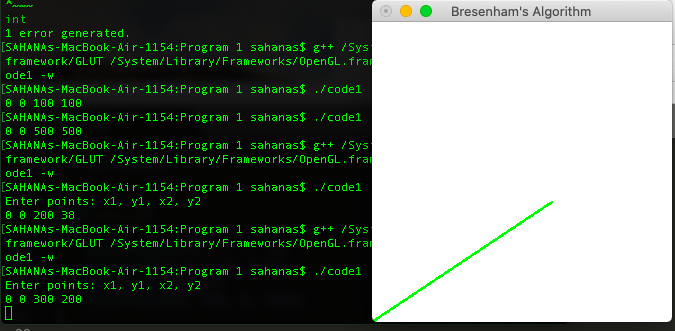 ^~~~
int
1 error generated.
[SAHANAs-MacBook-Air-1154:Program 1 sahanas$ g++ /Sys
framework/GLUT /System/Library/Frameworks/OpenGL.fram
ode1 -w
[SAHANAs-MacBook-Air-1154:Program 1 sahanas$ ./code1
0 0 100 100
[SAHANAs-MacBook-Air-1154:Program 1 sahanas$ ./code1
0 0 500 500
[SAHANAs-MacBook-Air-1154:Program 1 sahanas$ g++ /Sys
framework/GLUT /System/Library/Frameworks/OpenGL.fram
ode1 -w
[SAHANAs-MacBook-Air-1154:Program 1 sahanas$ ./code1
Enter points: x1, y1, x2, y2
0 0 200 38
[SAHANAs-MacBook-Air-1154:Program 1 sahanas$ g++ /Sys
framework/GLUT /System/Library/Frameworks/OpenGL.fram
ode1 -w
[SAHANAs-MacBook-Air-1154:Program 1 sahanas$ ./code1
Enter points: x1, y1, x2, y2
0 0 300 200
Bresenham's Algorithm